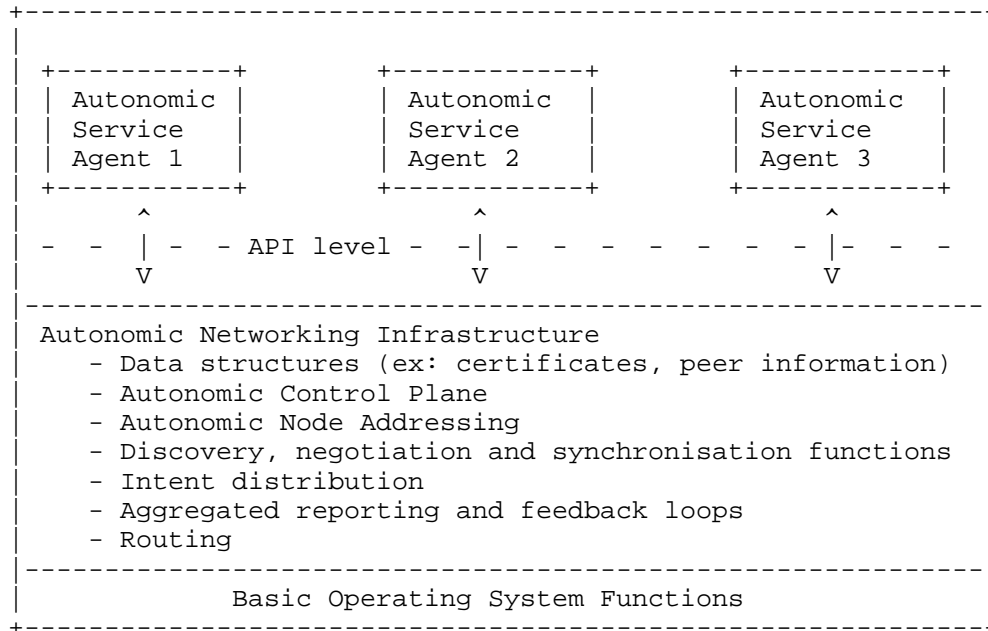 Autonomic Autonomic Autonomic
Service Service Service
Agent 1 Agent 2 Agent 3
- - - - API level - - - - - - - - - - - -
V V V
Autonomic Networking Infrastructure
- Data structures (ex: certificates, peer information)
- Autonomic Control Plane
- Autonomic Node Addressing
- Discovery, negotiation and synchronisation functions
- Intent distribution
- Aggregated reporting and feedback loops
- Routing
Basic Operating System Functions